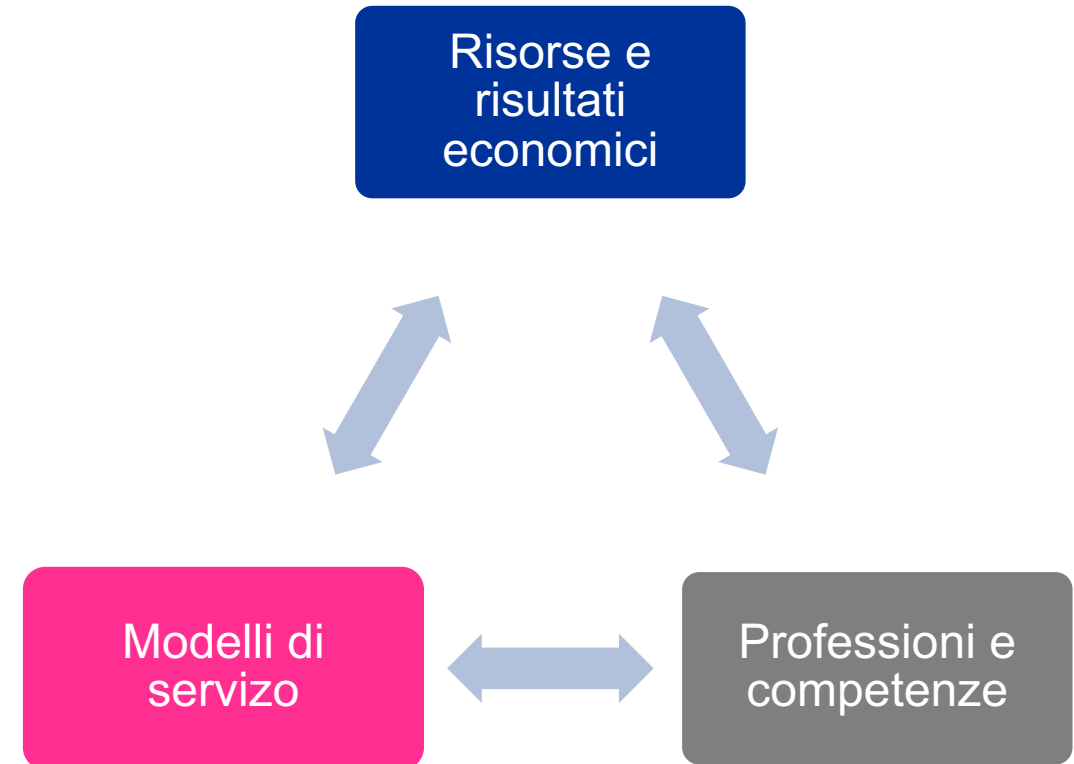 Risorse e
risultati
economici
Modelli di
servizo
Professioni e
competenze